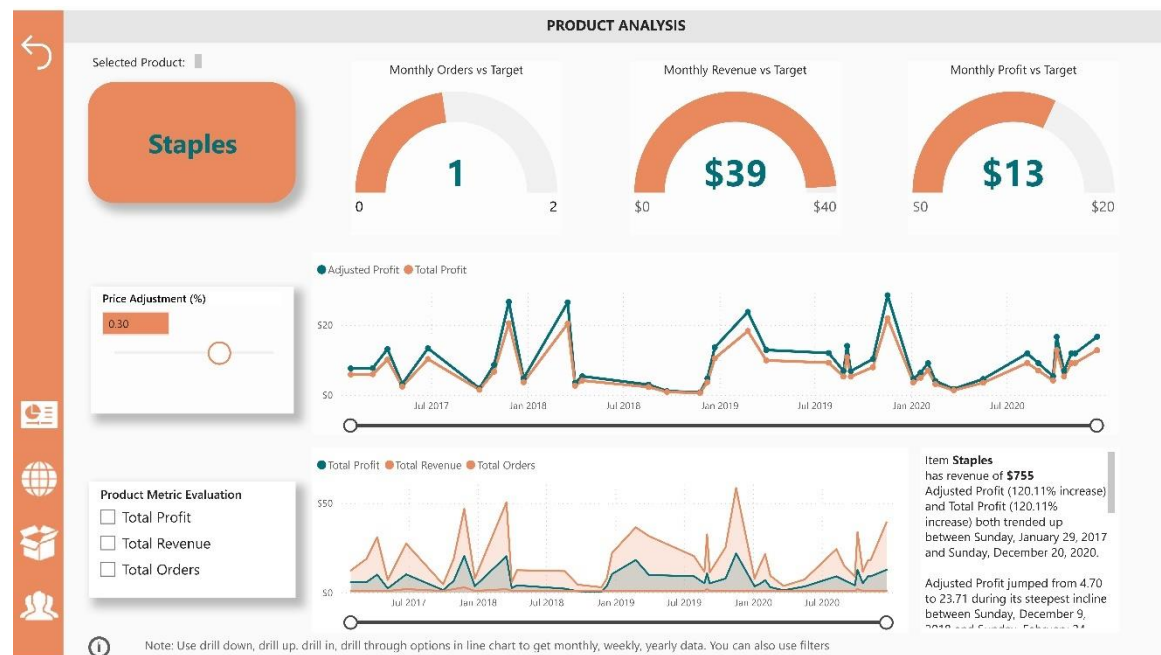 PRODUCT ANALYSIS
Selected Product:
Staples
Monthly Orders vs Target
1
0
2
Monthly Revenue vs Target
$39
$0
$40
Monthly Profit vs Target
$13
$0
$20
Price Adjustment (%)
0.30
Adjusted Profit Total Profit
$20
$0
Jul 2017
Jan 2018
Jul 2018
Jan 2019
Jul 2019
Jan 2020
Jul 2020
Product Metric Evaluation
Total Profit
Total Revenue
Total Orders
Total Profit Total Revenue Total Orders
$50
$0
Jul 2017
Jan 2018
Jul 2018
Jan 2019
Jul 2019
Jan 2020
Jul 2020
Item Staples
has revenue of $755
Adjusted Profit (120.11% increase)
and Total Profit (120.11%
increase) both trended up
between Sunday, January 29, 2017
and Sunday, December 20, 2020.
Adjusted Profit jumped from 4.70
to 23.71 during its steepest incline
between Sunday, December 9,
2018 and Sunday, February 24
Note: Use drill down, drill up. drill in, drill through options in line chart to get monthly, weekly, yearly data. You can also use filters